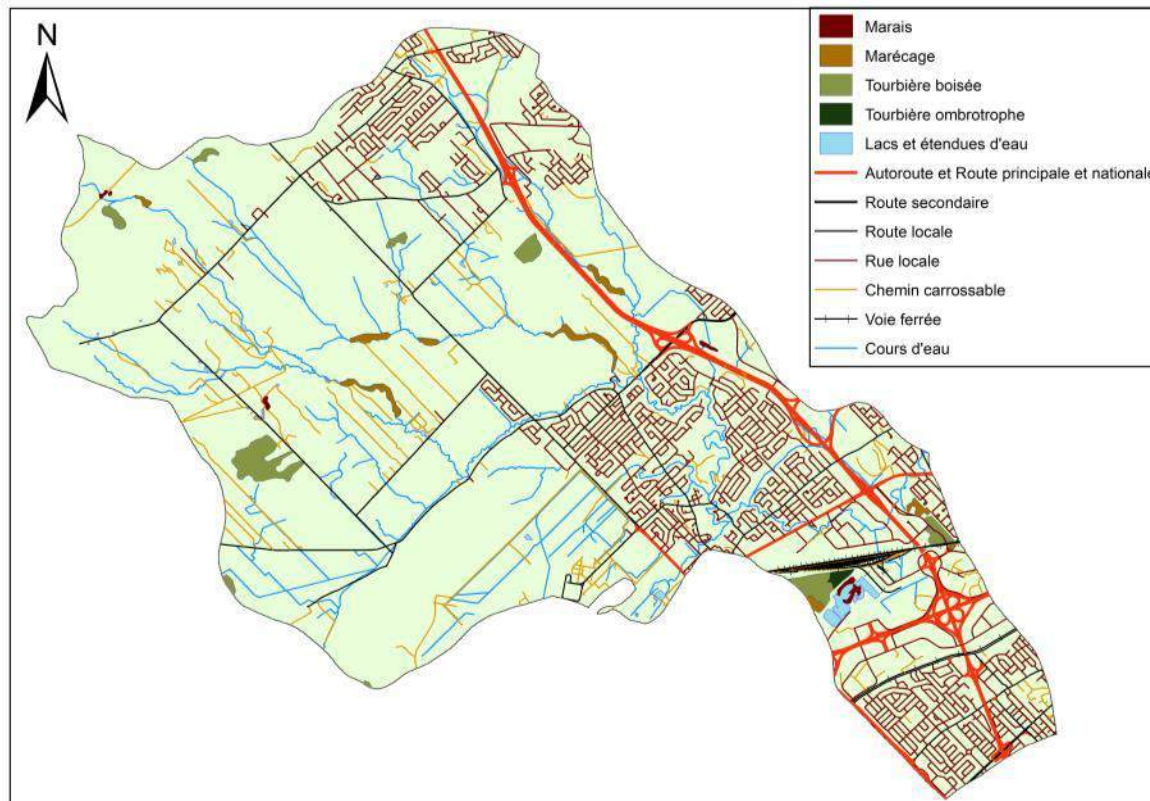 N
Marais
Marécage
Tourbière boisée
Tourbière ombrotrophe
Lacs et étendues d'eau
Autoroute et Route principale et nationale
Route secondaire
Route locale
Rue locale
Chemin carrossable
Voie ferrée
Cours d'eau